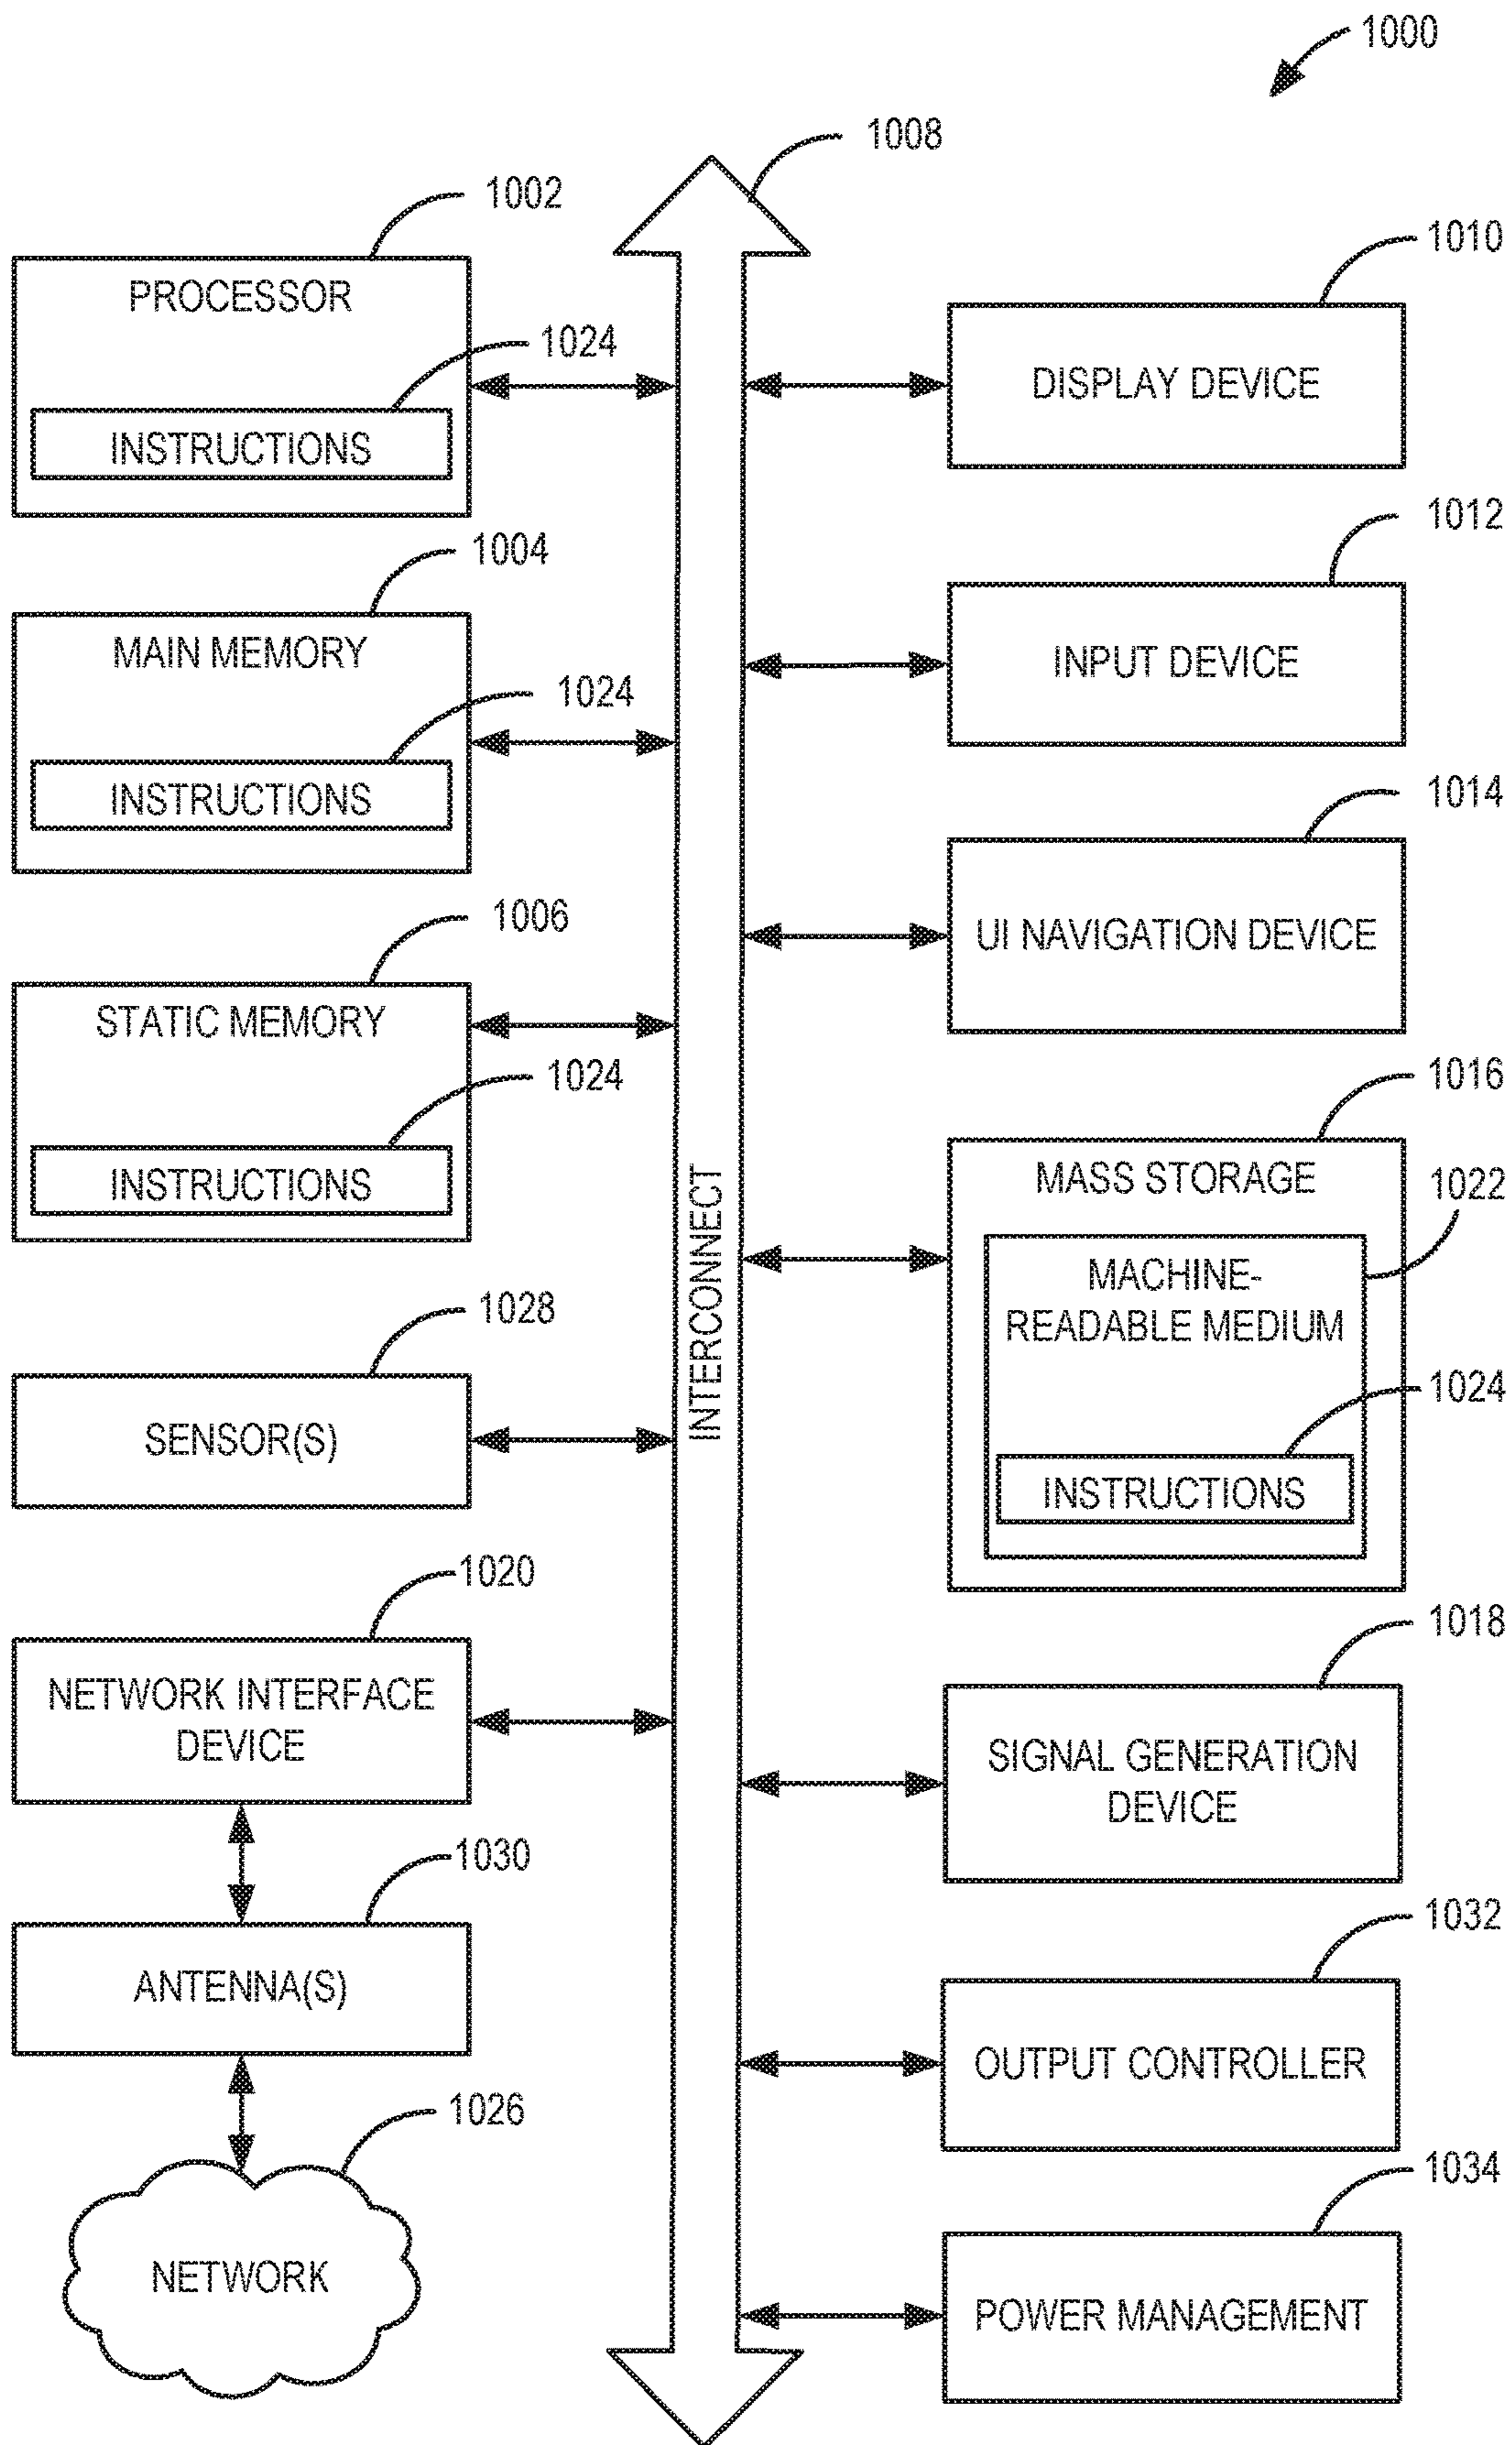 1000
1008
1002
PROCESSOR
1024
INSTRUCTIONS
1004
MAIN MEMORY
1024
INSTRUCTIONS
1006
STATIC MEMORY
1024
INSTRUCTIONS
1028
SENSOR(S)
1020
NETWORK INTERFACE
DEVICE
1030
ANTENNA(S)
1026
NETWORK
INTERCONNECT
1010
DISPLAY DEVICE
1012
INPUT DEVICE
1014
UI NAVIGATION DEVICE
1016
MASS STORAGE
1022
MACHINE-
READABLE MEDIUM
1024
INSTRUCTIONS
1018
SIGNAL GENERATION
DEVICE
1032
OUTPUT CONTROLLER
1034
POWER MANAGEMENT